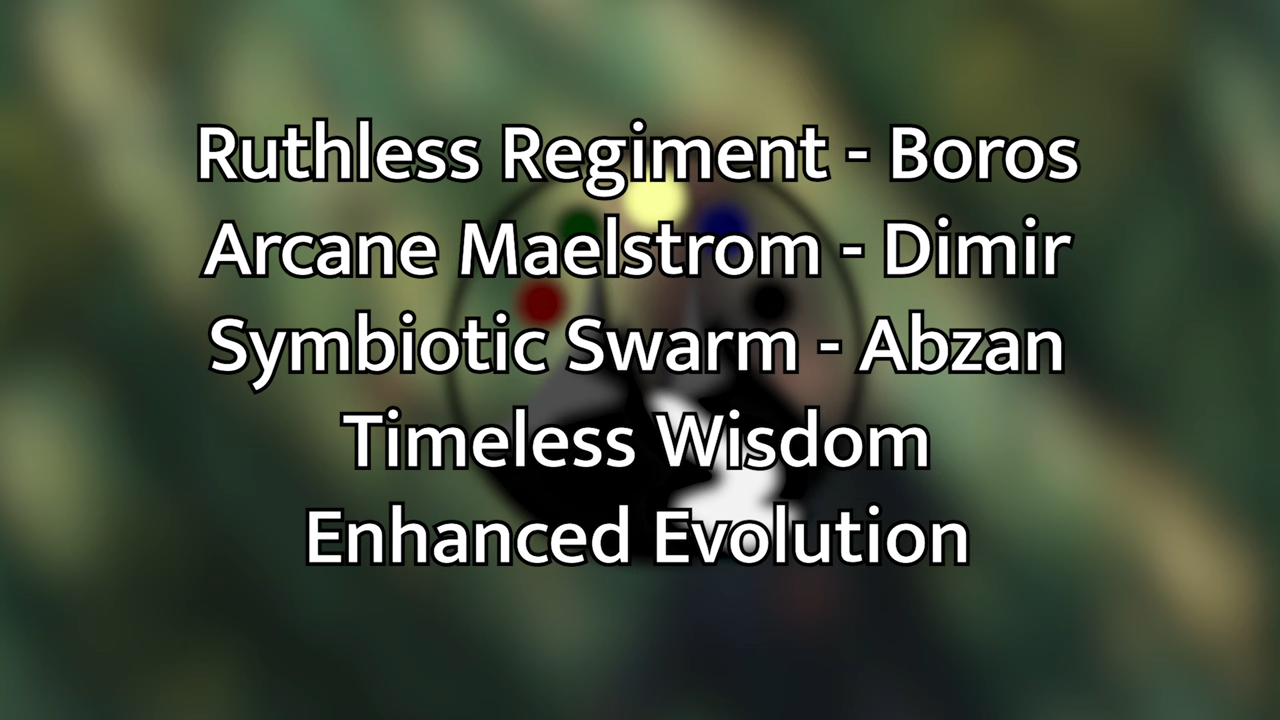 Ruthless Regiment - Boros
Arcane Maelstrom - Dimir
Symbiotic Swarm - Abzan
Timeless Wisdom
Enhanced Evolution